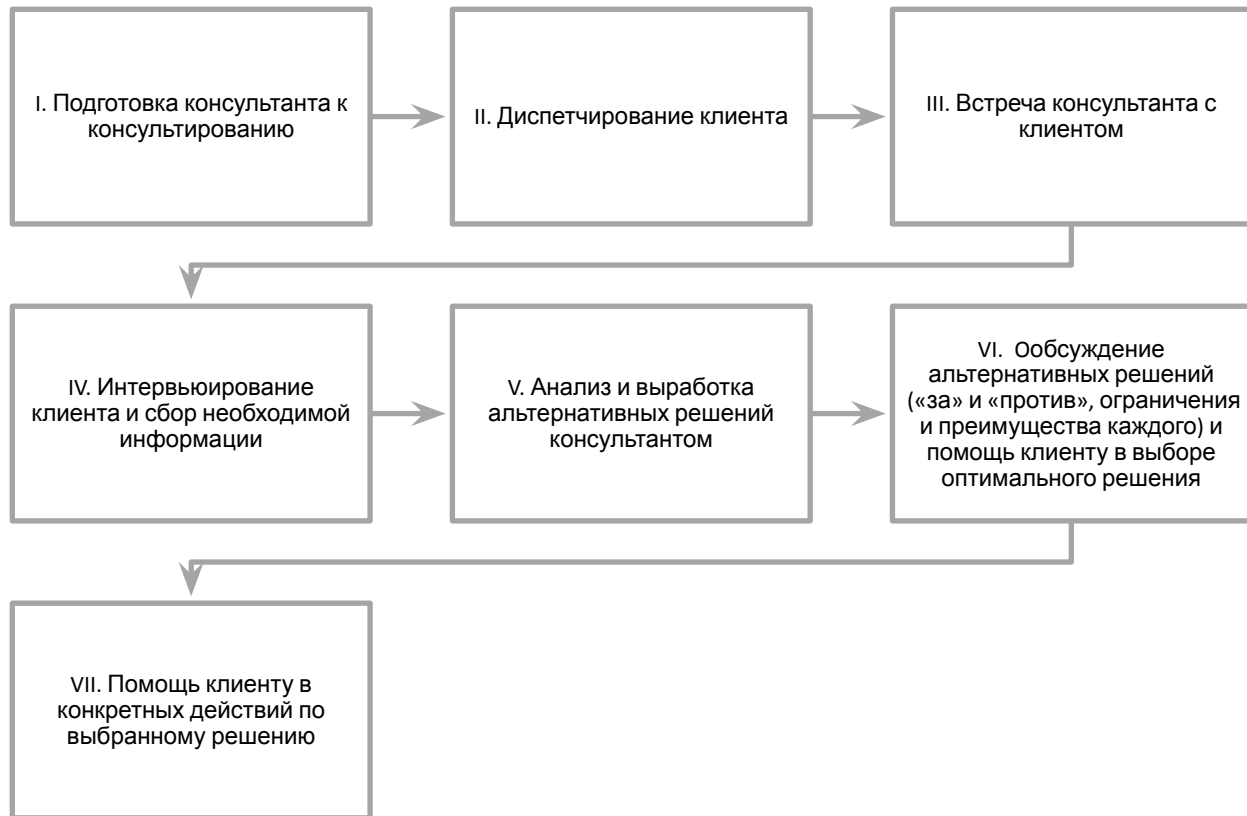 I. Подготовка консультанта к
консультированию
II. Диспетчирование клиента
III. Встреча консультанта с
клиентом
IV. Интервьюирование
клиента и сбор необходимой
информации
V. Анализ и выработка
альтернативных решений
консультантом
VI. Oобсуждение
альтернативных решений
(«за» и «против», ограничения
и преимущества каждого) и
помощь клиенту в выборе
оптимального решения
VII. Помощь клиенту в
конкретных действий по
выбранному решению